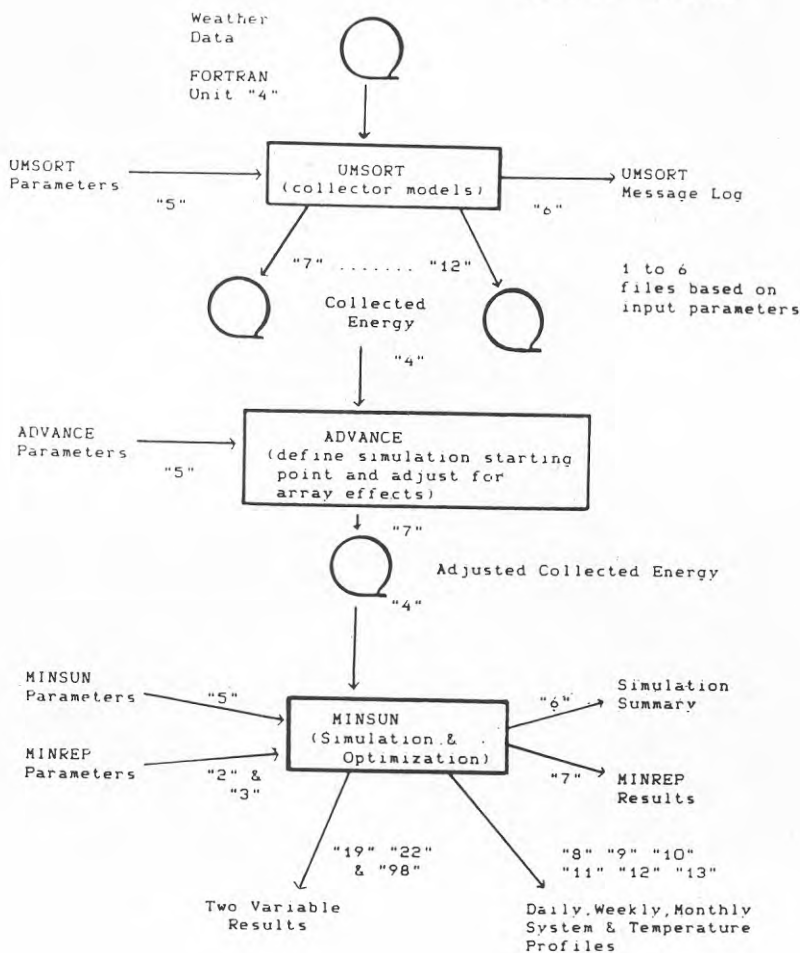 Weather
Data
FORTRAN
Unit "4"
UMSORT
Parameters
"5"
UMSORT
(collector models)
"6"
UMSORT
Message Log
"7" ....... "12"
1 to 6
files based on
input parameters
Collected
Energy
"4"
ADVANCE
Parameters
"5"
ADVANCE
(define simulation starting
point and adjust for
array effects)
"7"
Adjusted Collected Energy
"4"
MINSUN
Parameters
"5"
MINREP
Parameters
"2" &
"3"
MINSUN
(Simulation &
Optimization)
"6"
Simulation
Summary
"7"
MINREP
Results
"19" "22"
& "98"
"8" "9" "10"
"11" "12" "13"
Two Variable
Results
Daily,Weekly,Monthly
System & Temperature
Profiles